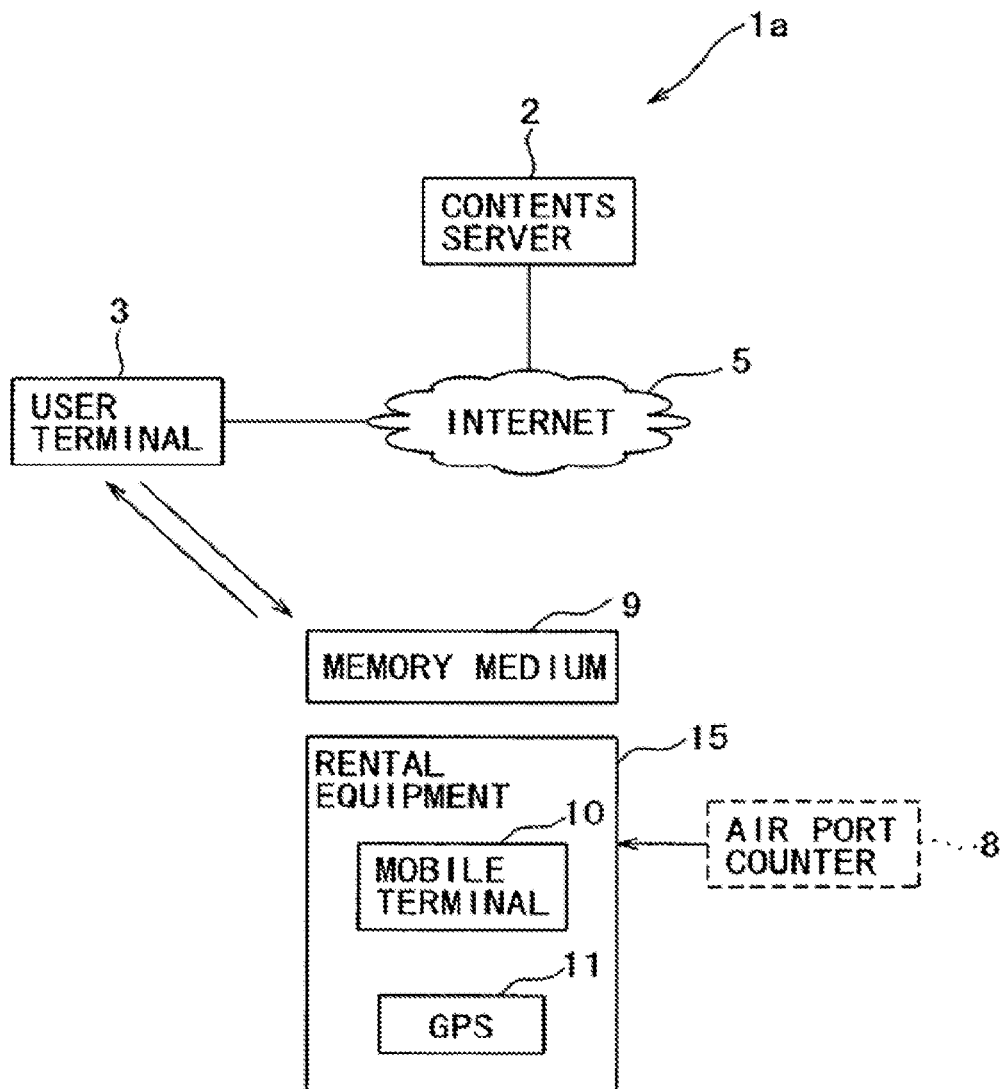 1a
2
CONTENTS
SERVER
3
5
USER
TERMINAL
INTERNET
9
MEMORY MEDIUM
15
RENTAL
EQUIPMENT
10
AIR PORT
COUNTER
8
MOBILE
TERMINAL
11
GPS